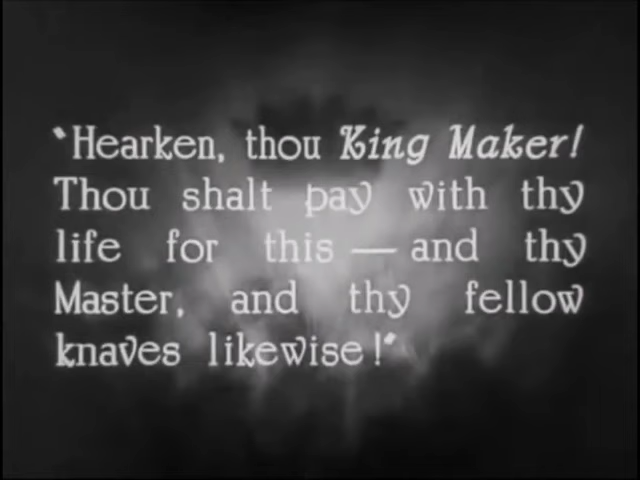 "Hearken, thou King Maker!
Thou shalt pay with thy
life for this — and thy
Master, and thy fellow
knaves likewise!"